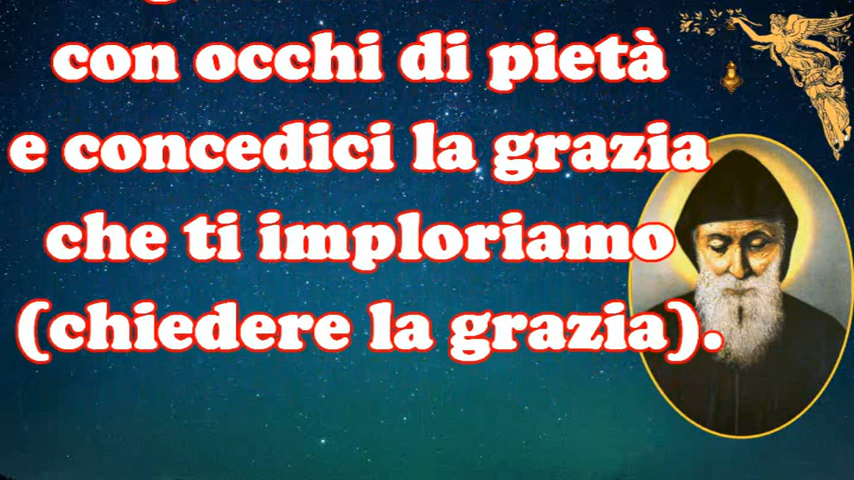 con occhi di pietà
e concedici la grazia
che ti imploriamo
(chiedere la grazia).